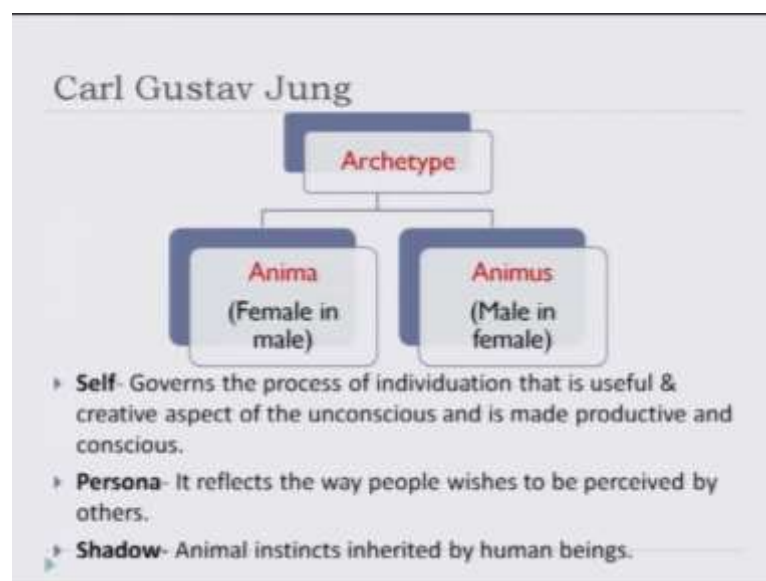 Carl Gustav Jung
Archetype
Anima
(Female in
male)
Animus
(Male in
female)
Self- Governs the process of individuation that is useful &
creative aspect of the unconscious and is made productive and
conscious.
Persona- It reflects the way people wishes to be perceived by
others.
Shadow- Animal instincts inherited by human beings.